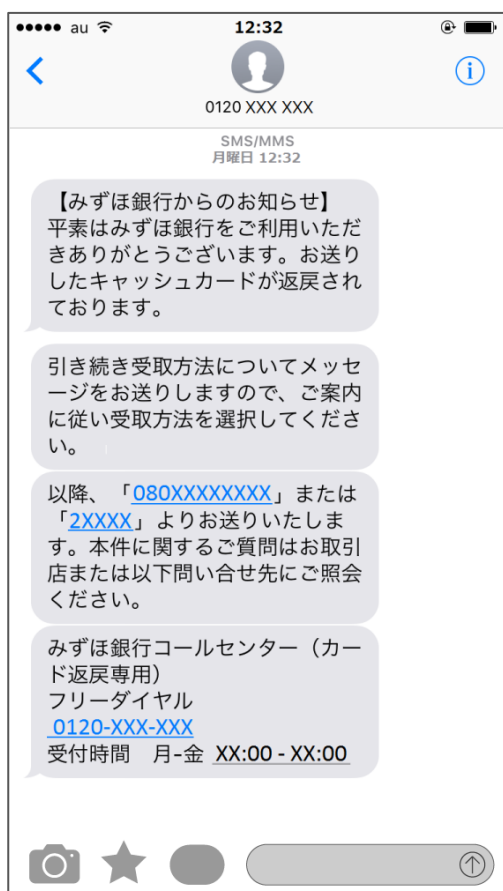 au
12:32
0120 XXX XXX
SMS/MMS
月曜日 12:32
【みずほ銀行からのお知らせ】
平素はみずほ銀行をご利用いただ
きありがとうございます。お送り
したキャッシュカードが返戻され
ております。
引き続き受取方法についてメッセ
ージをお送りしますので、ご案内
に従い受取方法を選択してくださ
い。
以降、「080XXXXXXXX」または
「2XXXX」よりお送りいたしま
す。本件に関するご質問はお取引
店または以下問い合せ先にご照会
ください。
みずほ銀行コールセンター（カー
ド返戻専用）
フリーダイヤル
0120-XXX-XXX
受付時間　月-金 XX:00 - XX:00